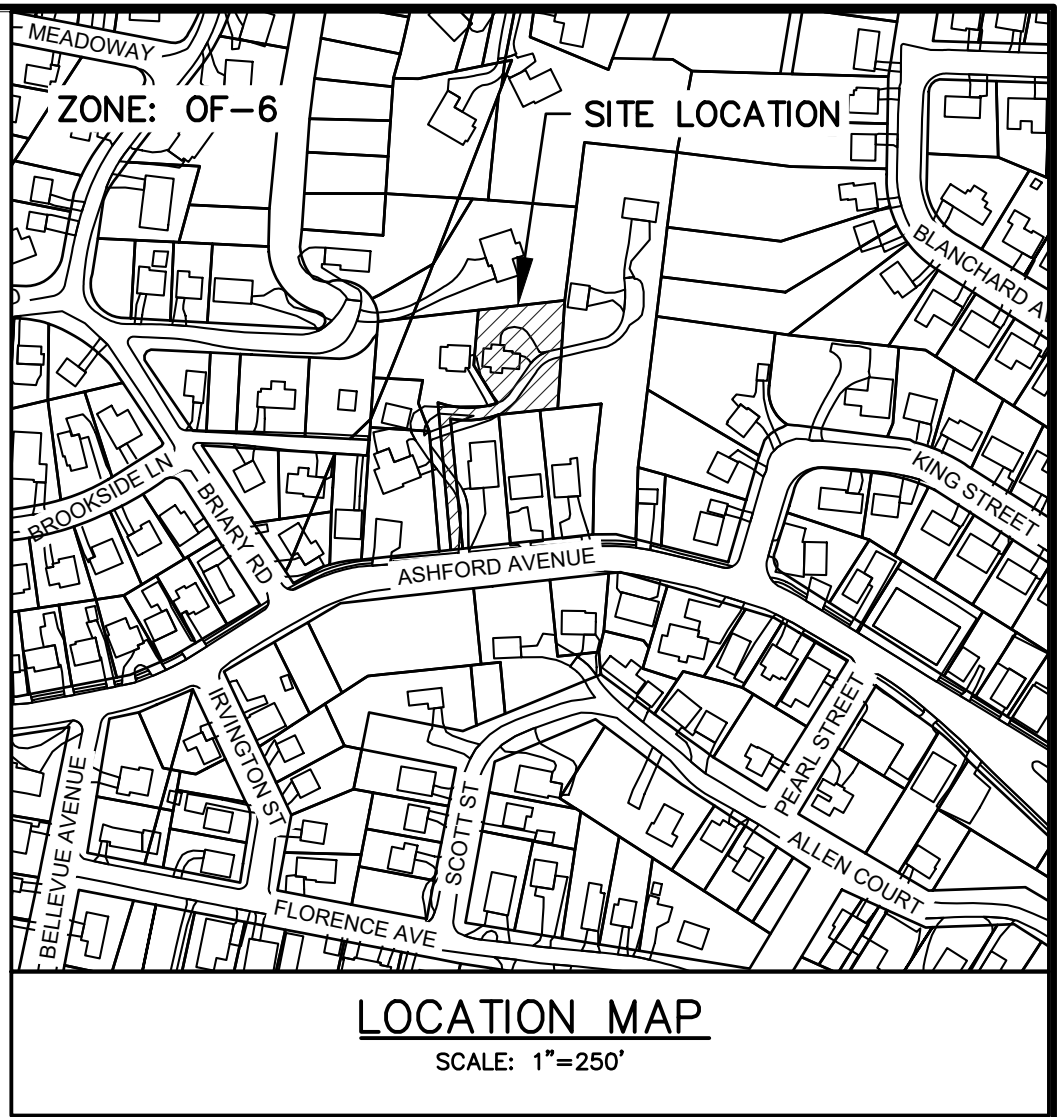 MEADOWAY
ZONE: OF-6
SITE LOCATION
BLANCHARD A
BROOKSIDE LN
BRIARY RD
KING STREET
ASHFORD AVENUE
IRVINGTON ST
PEARL STREET
BELLEVUE AVENUE
SCOTT ST
ALLEN COURT
FLORENCE AVE
LOCATION MAP
SCALE: 1"=250'